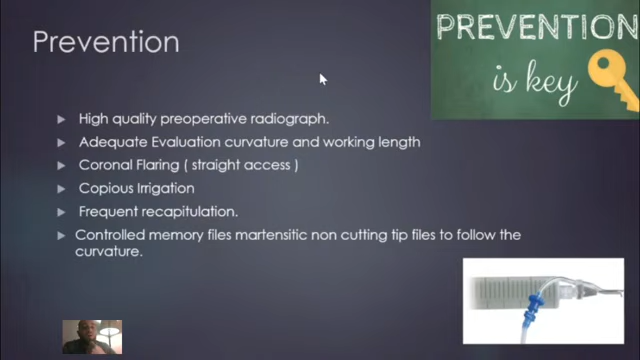 Prevention
PREVENTION
is key
High quality preoperative radiograph.
Adequate Evaluation curvature and working length
Coronal Flaring ( straight access )
Copious Irrigation
Frequent recapitulation.
Controlled memory files martensitic non cutting tip files to follow the
curvature.